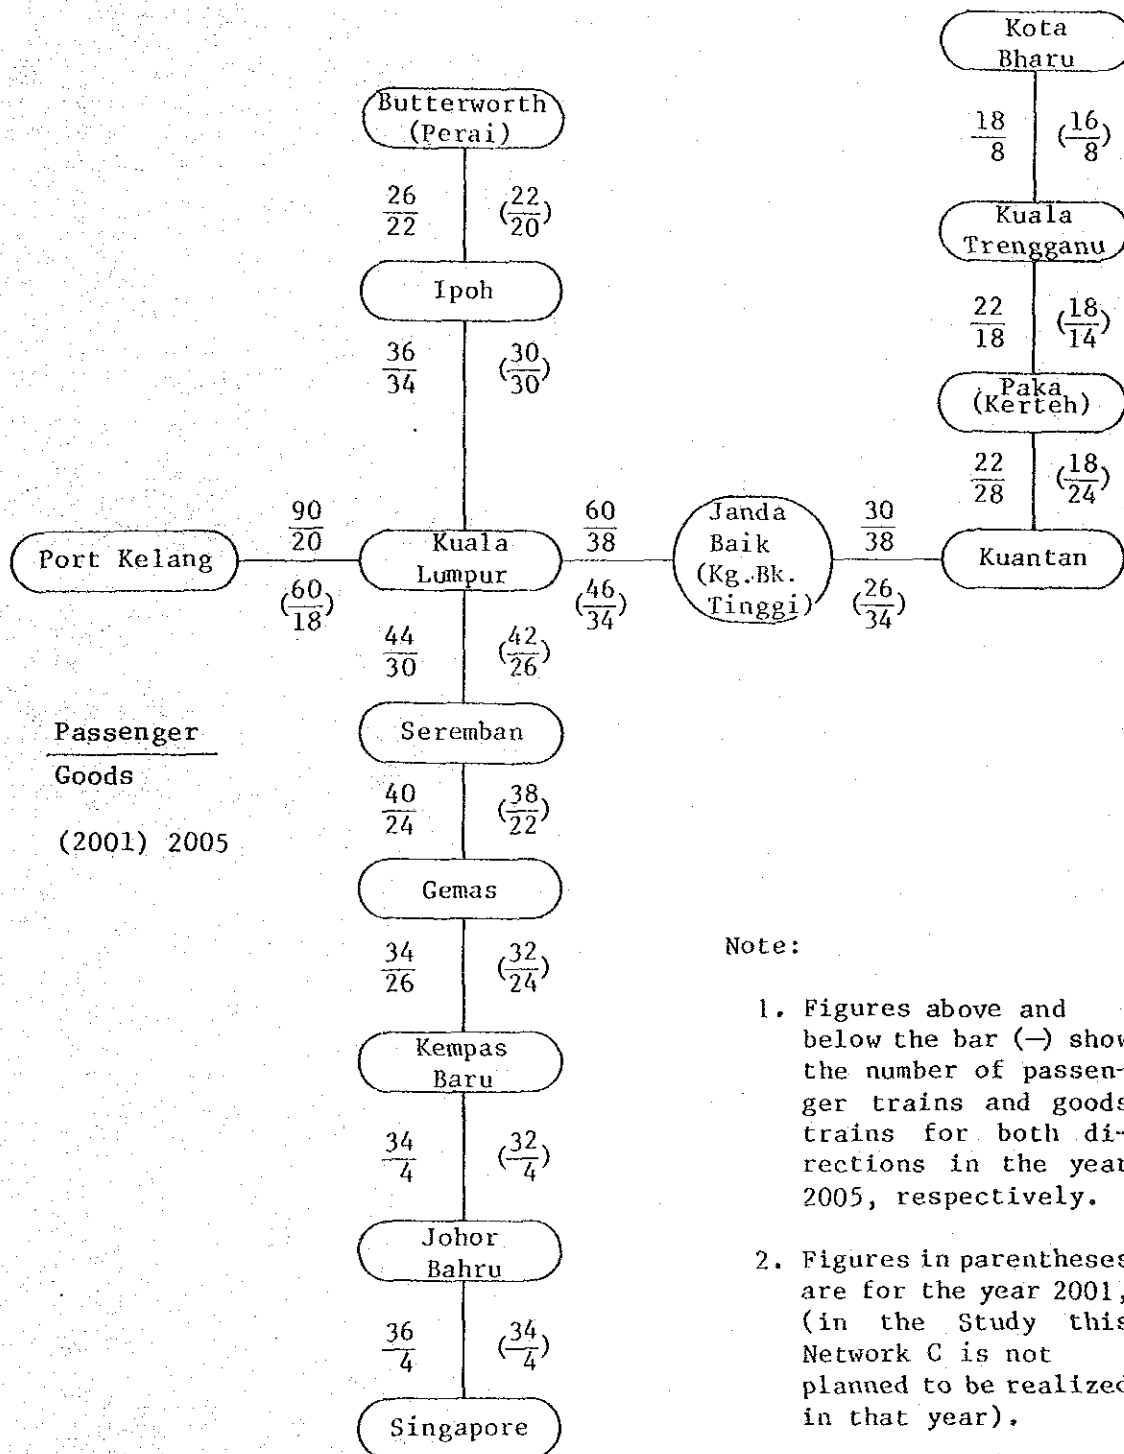 Kota
Bharu
18 (16)
8 8
Butterworth
(Perai)
26 (22)
22 20
Kuala
Trengganu
Ipoh
22 (18)
18 14
36 (30)
34 30
Paka
(Kerteh)
22 (18)
28 24
Port Kelang
90
20
(60)
18
Kuala
Lumpur
60
38
(46)
34
Janda
Baik
(Kg. Bk.
Tinggi)
30
38
(26)
34
Kuantan
44 (42)
30 26
Seremban
Passenger
Goods
(2001) 2005
40 (38)
24 22
Gemas
34 (32)
26 24
Kempas
Baru
34 (32)
4 4
Johor
Bahru
36 (34)
4 4
Singapore
Note:
1. Figures above and
below the bar (—) show
the number of passen-
ger trains and goods
trains for both di-
rections in the year
2005, respectively.
2. Figures in parentheses
are for the year 2001,
(in the Study this
Network C is not
planned to be realized
in that year).